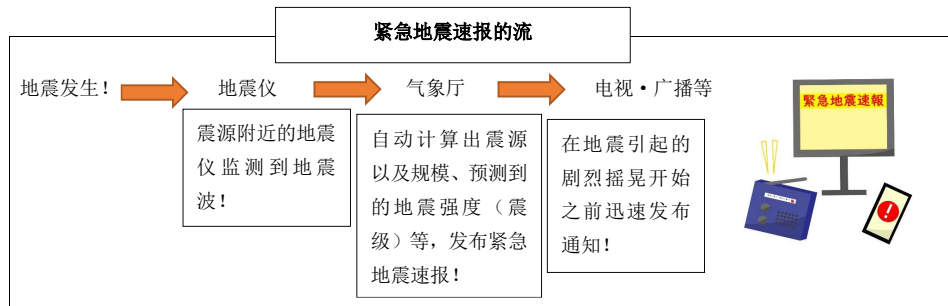 紧急地震速报的流
地震发生！
地震仪
气象厅
电视·广播等
震源附近的地震
仪监测到地震
波！
自动计算出震源
以及规模、预测到
的地震强度（震
级）等，发布紧急
地震速报！
在地震引起的
剧烈摇晃开始
之前迅速发布
通知！
緊急地震速報